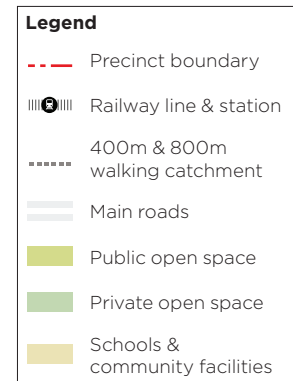 Legend
Precinct boundary
Railway line & station
400m & 800m
walking catchment
Main roads
Public open space
Private open space
Schools &
community facilities